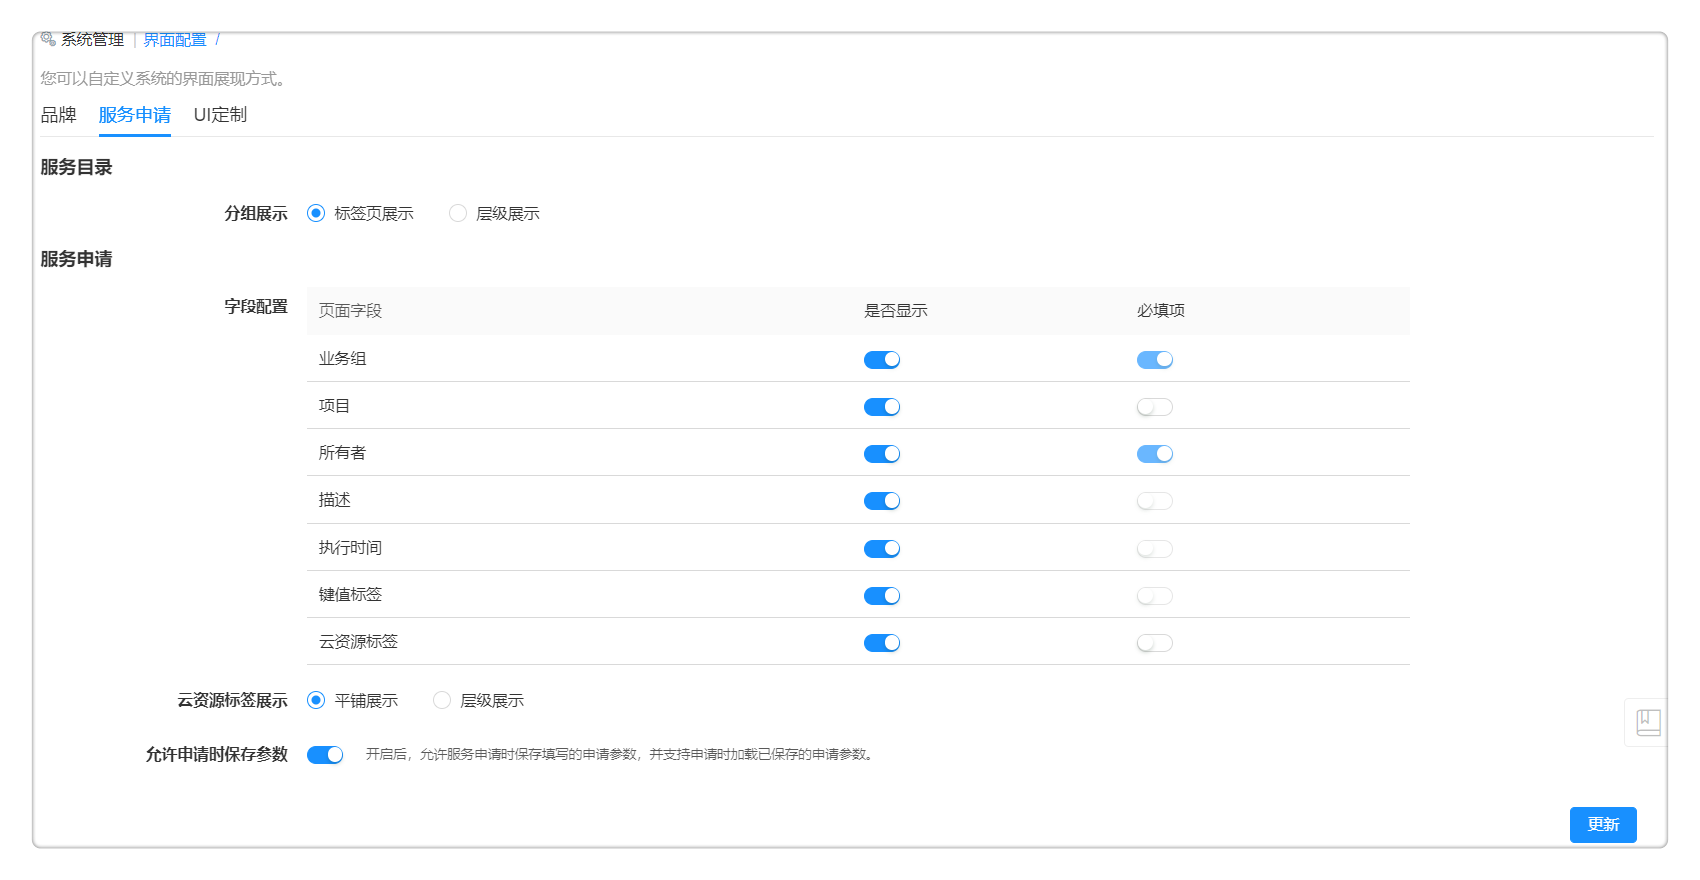 系统管理 | 界面配置 /
您可以自定义系统的界面展现方式。
品牌 服务申请 UI定制
服务目录
分组展示 标签页展示 层级展示
服务申请
字段配置 页面字段 是否显示 必填项
业务组
项目
所有者
描述
执行时间
键值标签
云资源标签
云资源标签展示 平铺展示 层级展示
允许申请时保存参数 开启后，允许服务申请时保存填写的申请参数，并支持申请时加载已保存的申请参数。
更新